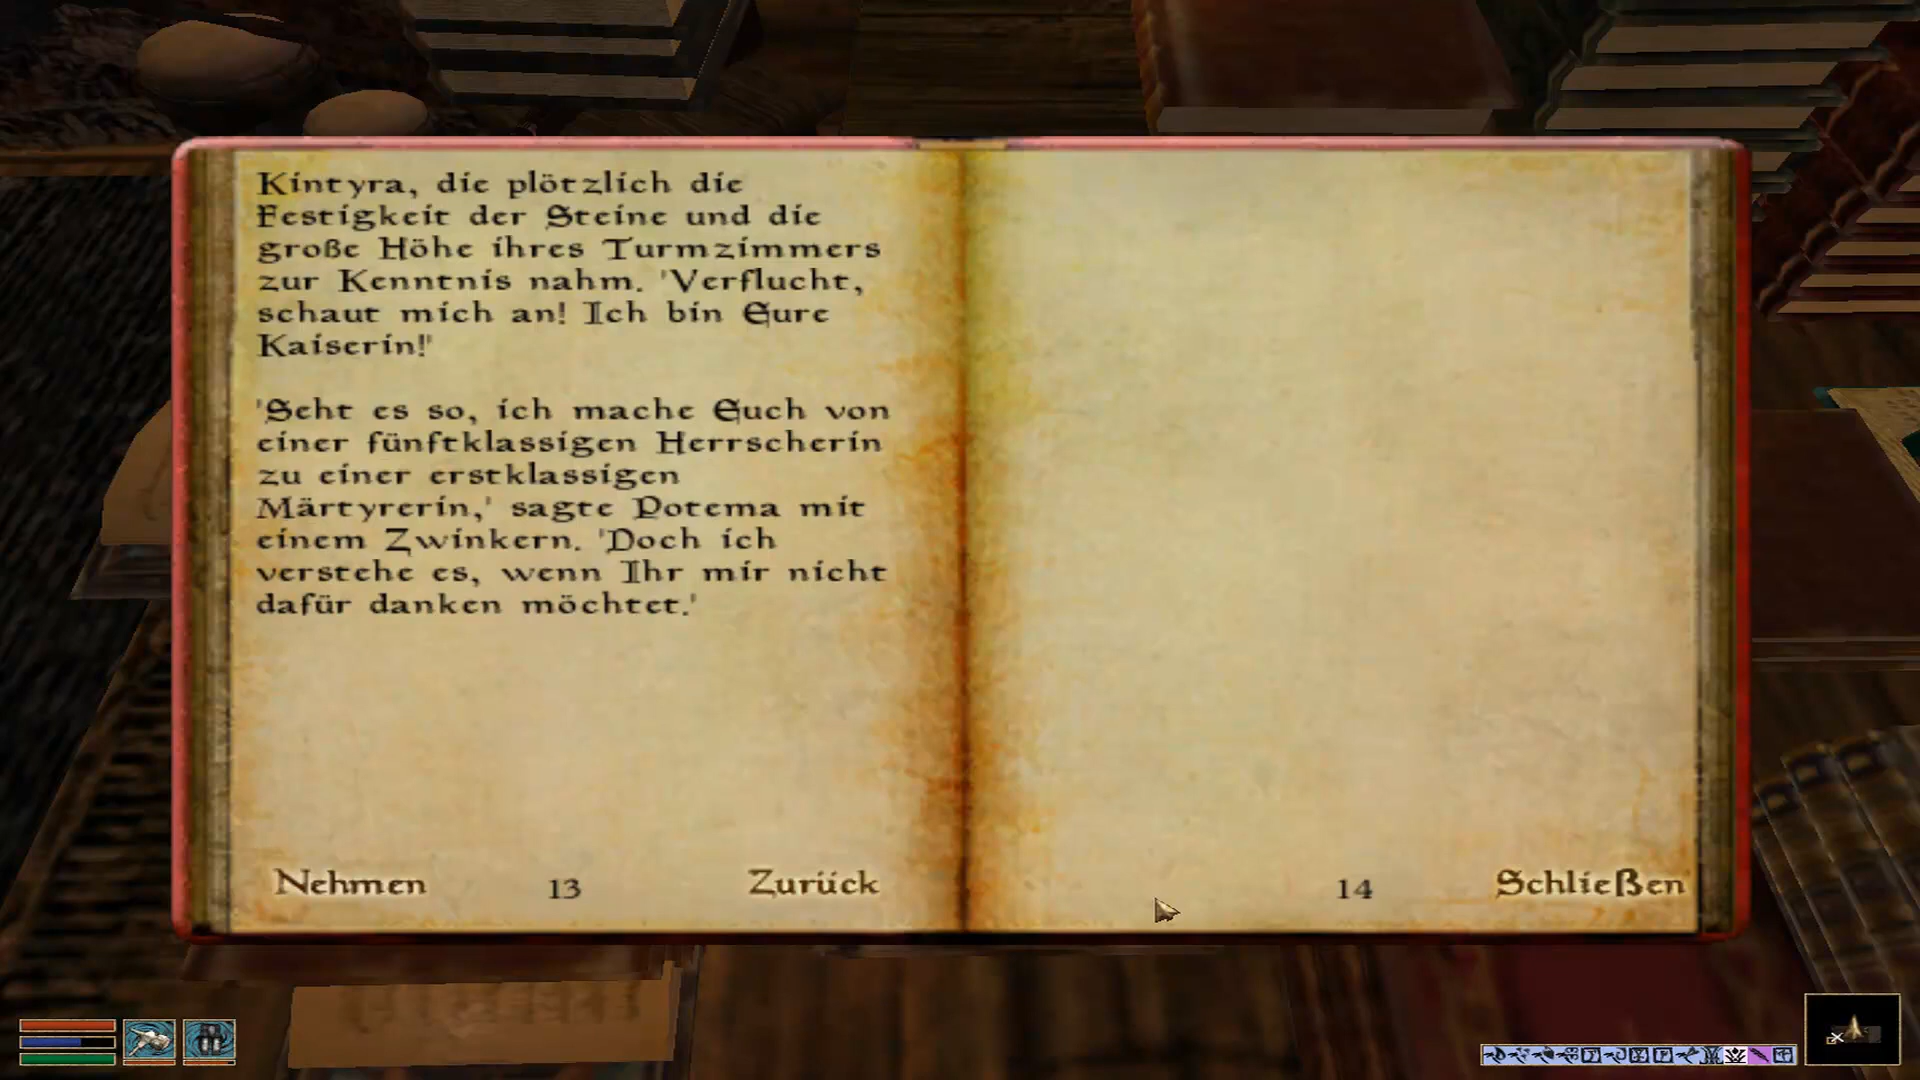 Kintyra, die plötzlich die
Festigkeit der Steine und die
große Höhe ihres Turmzimmers
zur Kenntnis nahm. 'Verflucht,
schaut mich an! Ich bin Eure
Kaiserin!'
'Seht es so, ich mache Euch von
einer fünftklassigen Herrscherin
zu einer erstklassigen
Märtyrerin,' sagte Potema mit
einem Zwinkern. 'Doch ich
verstehe es, wenn Ihr mir nicht
dafür danken möchtet.'
Nehmen 13 Zurück 14 Schließen